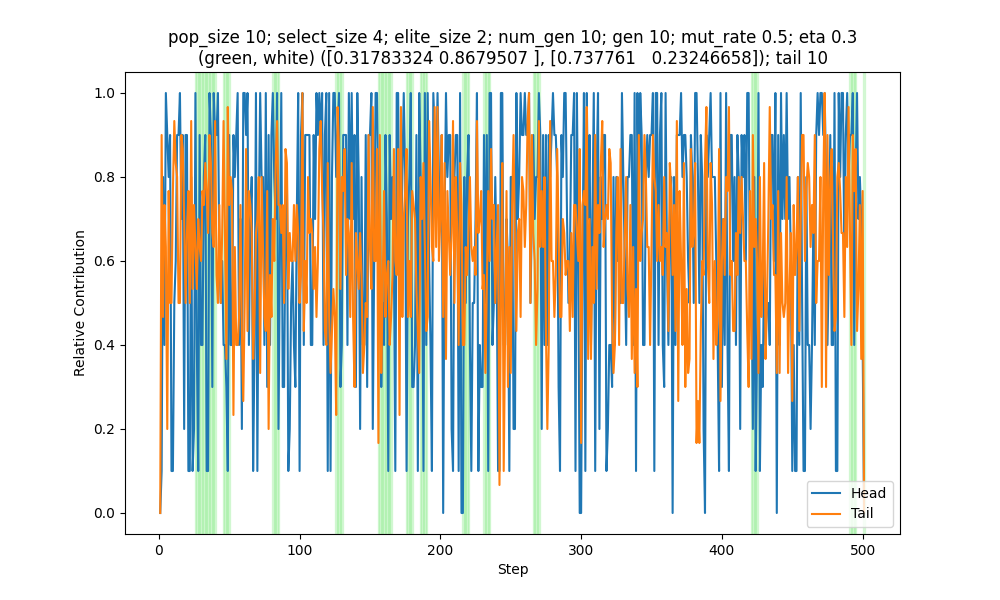 pop_size 10; select_size 4; elite_size 2; num_gen 10; gen 10; mut_rate 0.5; eta 0.3
(green, white) ([0.31783324 0.8679507 ], [0.737761   0.23246658]); tail 10
1.0
0.8
0.6
0.4
0.2
0.0
Relative Contribution
Head
Tail
0
100
200
300
400
500
Step